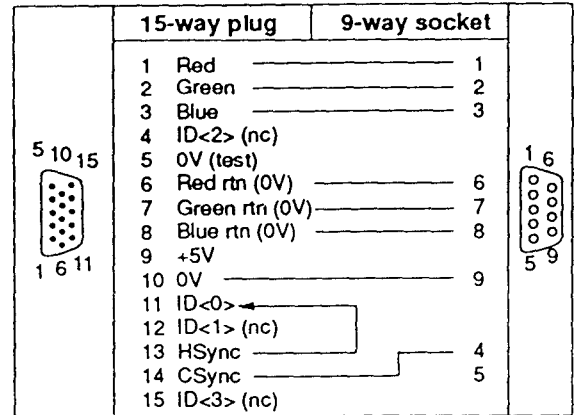 15-way plug 9-way socket
1 Red 1
2 Green 2
3 Blue 3
4 ID<2> (nc)
5 0V (test)
6 Red rtn (0V) 6
7 Green rtn (0V) 7
8 Blue rtn (0V) 8
9 +5V
10 0V 9
11 ID<0>
12 ID<1> (nc)
13 HSync 4
14 CSync 5
15 ID<3> (nc)
5 10 15
1 6 11
1 6
5 9